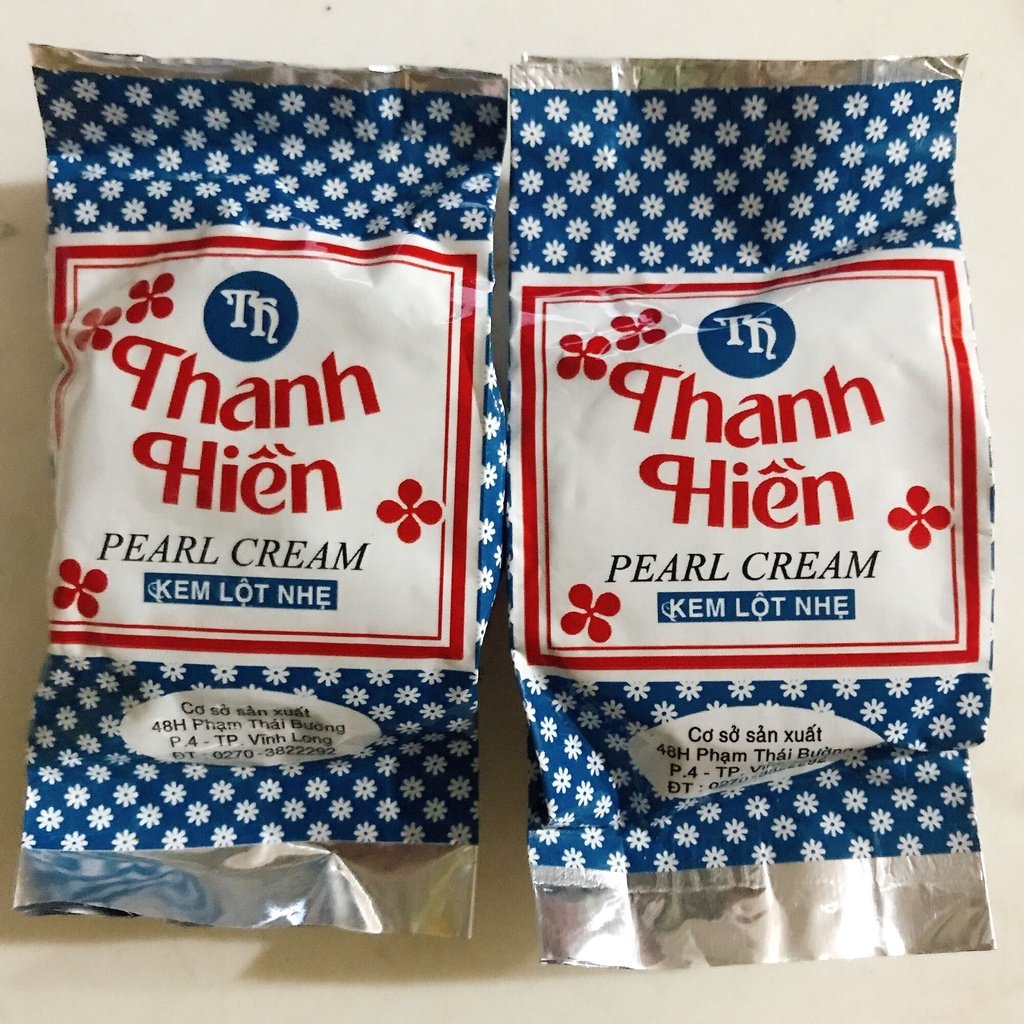 Th
Thanh
Hiền
PEARL CREAM
KEM LỘT NHẸ
Cơ sở sản xuất
48H Phạm Thái Bường
P.4 - TP. Vĩnh Long
ĐT : 0270 -3822292
Th
Thanh
Hiền
PEARL CREAM
KEM LỘT NHẸ
Cơ sở sản xuất
48H Phạm Thái Bường
P.4 - TP.
ĐT :